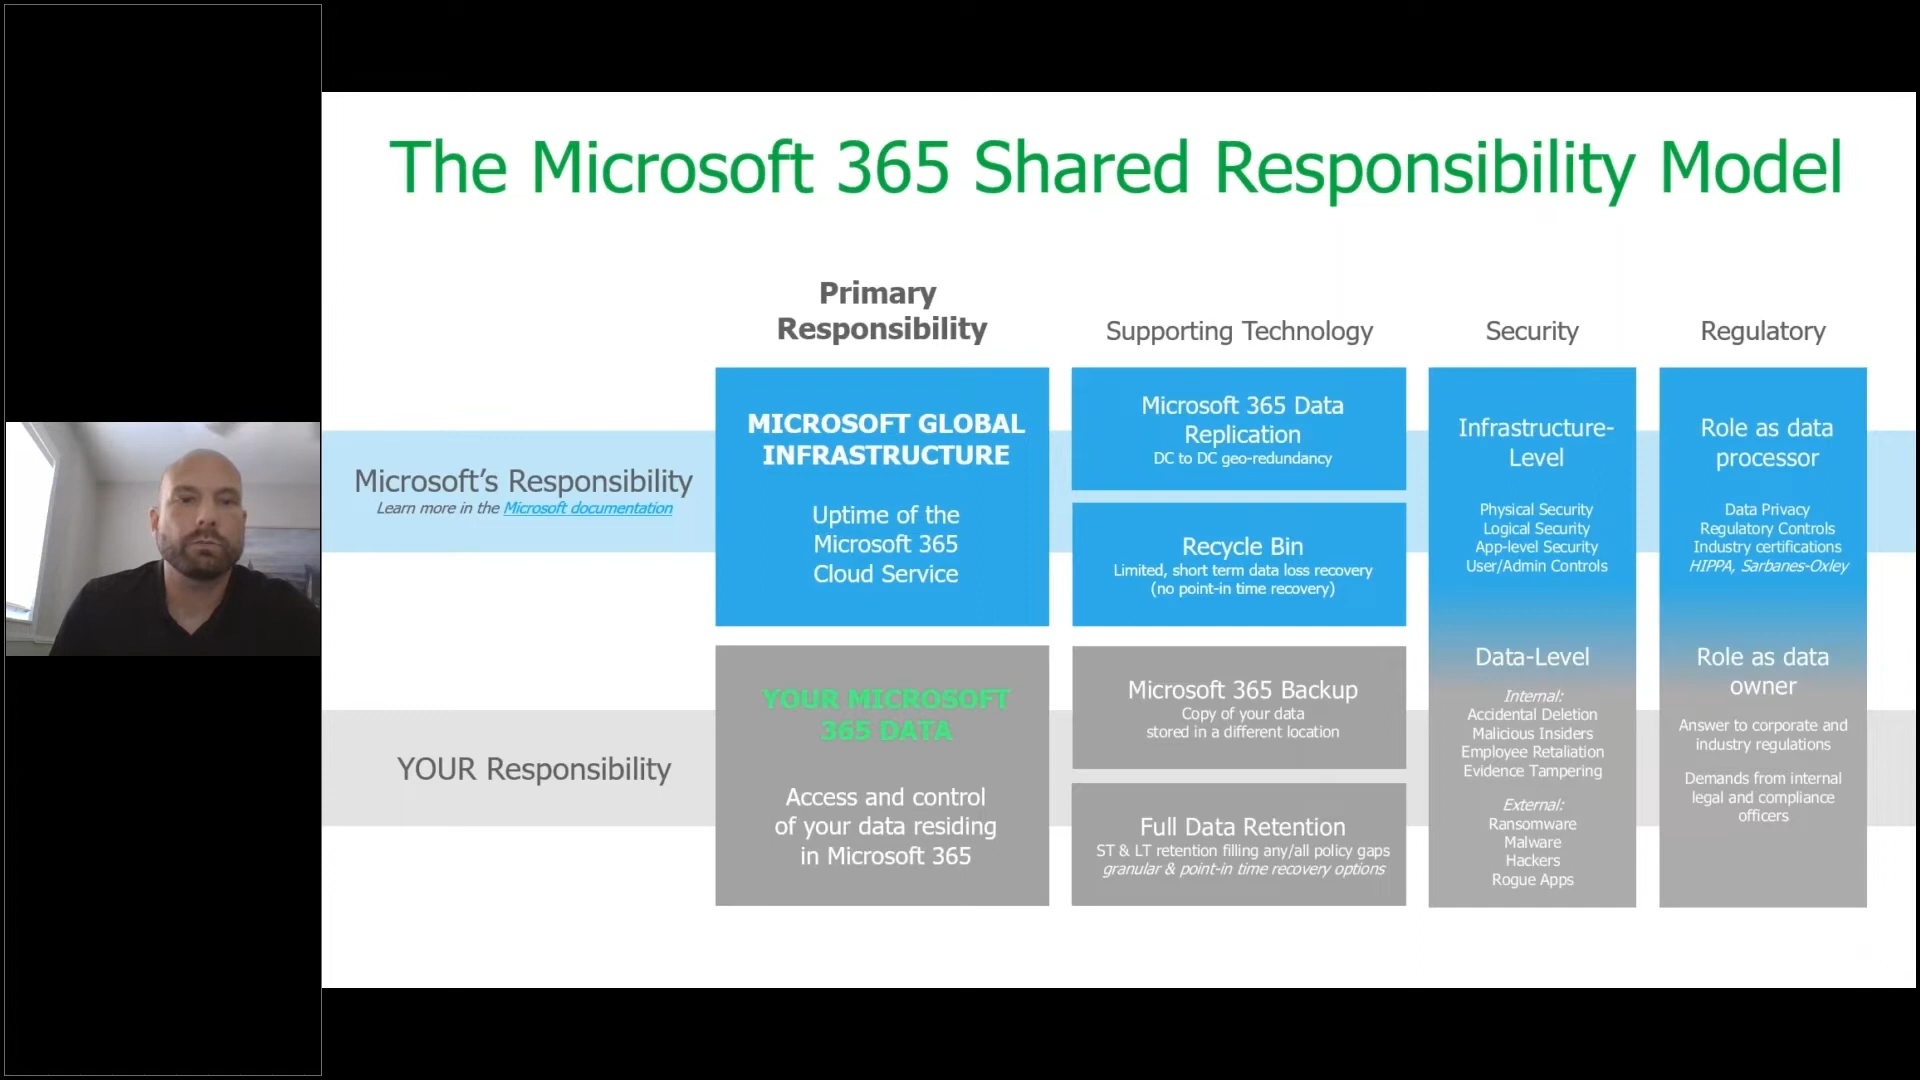 The Microsoft 365 Shared Responsibility Model
Primary
Responsibility
Supporting Technology
Security
Regulatory
Microsoft's Responsibility
Learn more in the Microsoft documentation
MICROSOFT GLOBAL
INFRASTRUCTURE
Uptime of the
Microsoft 365
Cloud Service
Microsoft 365 Data
Replication
DC to DC geo-redundancy
Recycle Bin
Limited, short term data loss recovery
(no point-in time recovery)
Infrastructure-
Level
Physical Security
Logical Security
App-level Security
User/Admin Controls
Role as data
processor
Data Privacy
Regulatory Controls
Industry certifications
HIPPA, Sarbanes-Oxley
YOUR Responsibility
YOUR MICROSOFT
365 DATA
Access and control
of your data residing
in Microsoft 365
Microsoft 365 Backup
Copy of your data
stored in a different location
Full Data Retention
ST & LT retention filling any/all policy gaps
granular & point-in time recovery options
Data-Level
Internal:
Accidental Deletion
Malicious Insiders
Employee Retaliation
Evidence Tampering
External:
Ransomware
Malware
Hackers
Rogue Apps
Role as data
owner
Answer to corporate and
industry regulations
Demands from internal
legal and compliance
officers